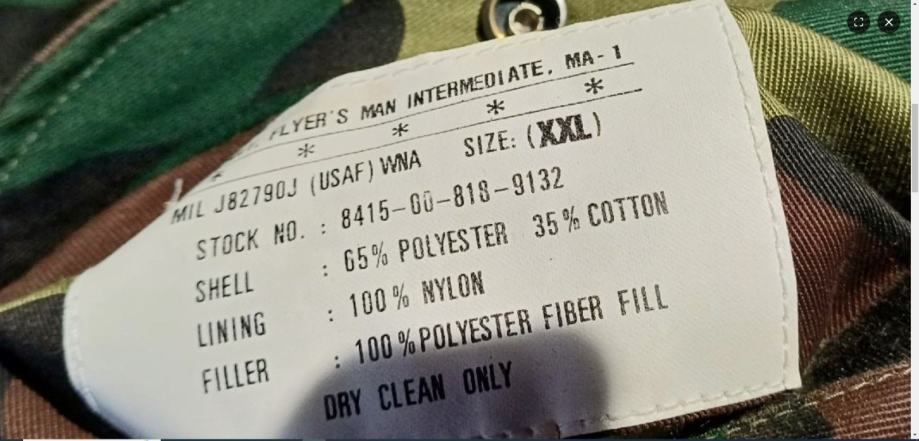 FLYER'S MAN INTERMEDIATE, MA-1
* * * * *
MIL J82790J (USAF) WNA SIZE: (XXL)
STOCK NO. : 8415-00-818-9132
SHELL : 65% POLYESTER 35% COTTON
LINING : 100% NYLON
FILLER : 100% POLYESTER FIBER FILL
DRY CLEAN ONLY